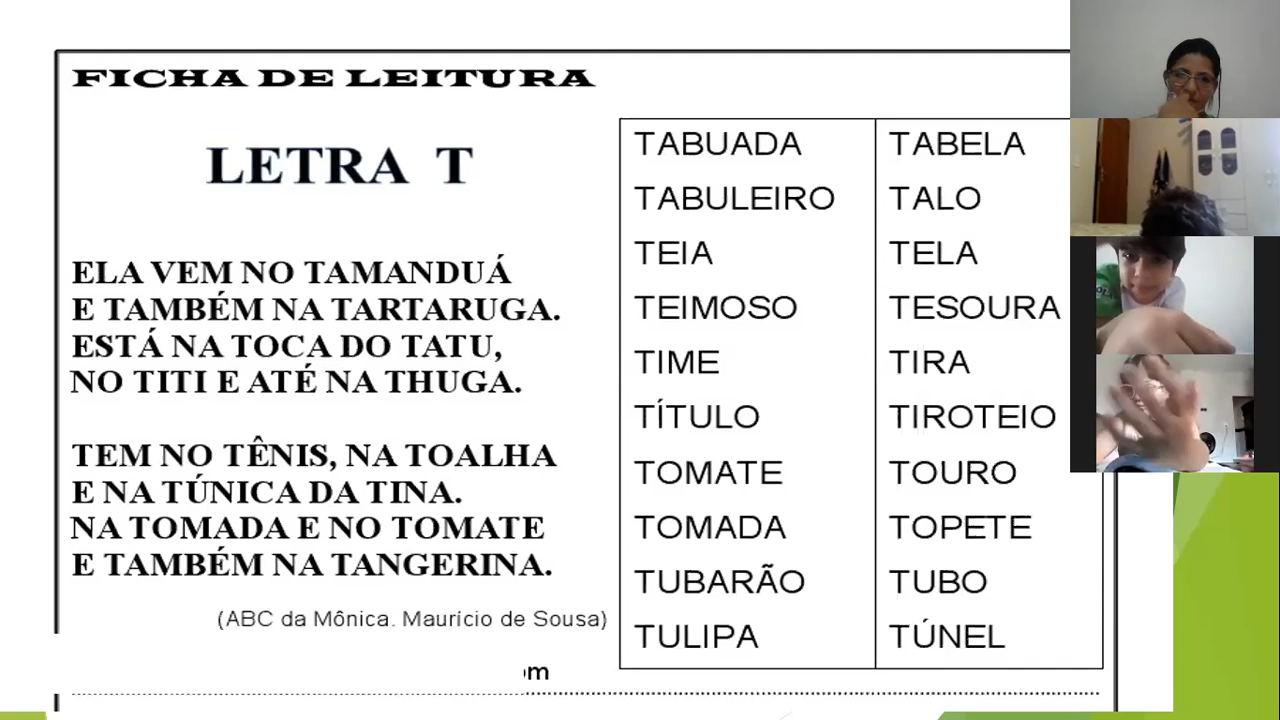 FICHA DE LEITURA
LETRA T
ELA VEM NO TAMANDUÁ
E TAMBÉM NA TARTARUGA.
ESTÁ NA TOCA DO TATU,
NO TITI E ATÉ NA THUGA.
TEM NO TÊNIS, NA TOALHA
E NA TÚNICA DA TINA.
NA TOMADA E NO TOMATE
E TAMBÉM NA TANGERINA.
(ABC da Mônica. Maurício de Sousa)
om
TABUADA TABELA
TABULEIRO TALO
TEIA TELA
TEIMOSO TESOURA
TIME TIRA
TÍTULO TIROTEIO
TOMATE TOURO
TOMADA TOPETE
TUBARÃO TUBO
TULIPA TÚNEL